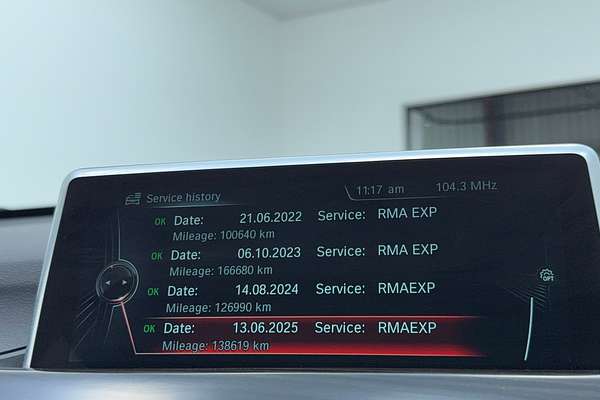 Service history
11:17 am
104.3 MHz
OK Date: 21.06.2022 Service: RMA EXP
Mileage: 100640 km
OK Date: 06.10.2023 Service: RMA EXP
Mileage: 166680 km
OK Date: 14.08.2024 Service: RMAEXP
Mileage: 126990 km
OK Date: 13.06.2025 Service: RMAEXP
Mileage: 138619 km
OPT